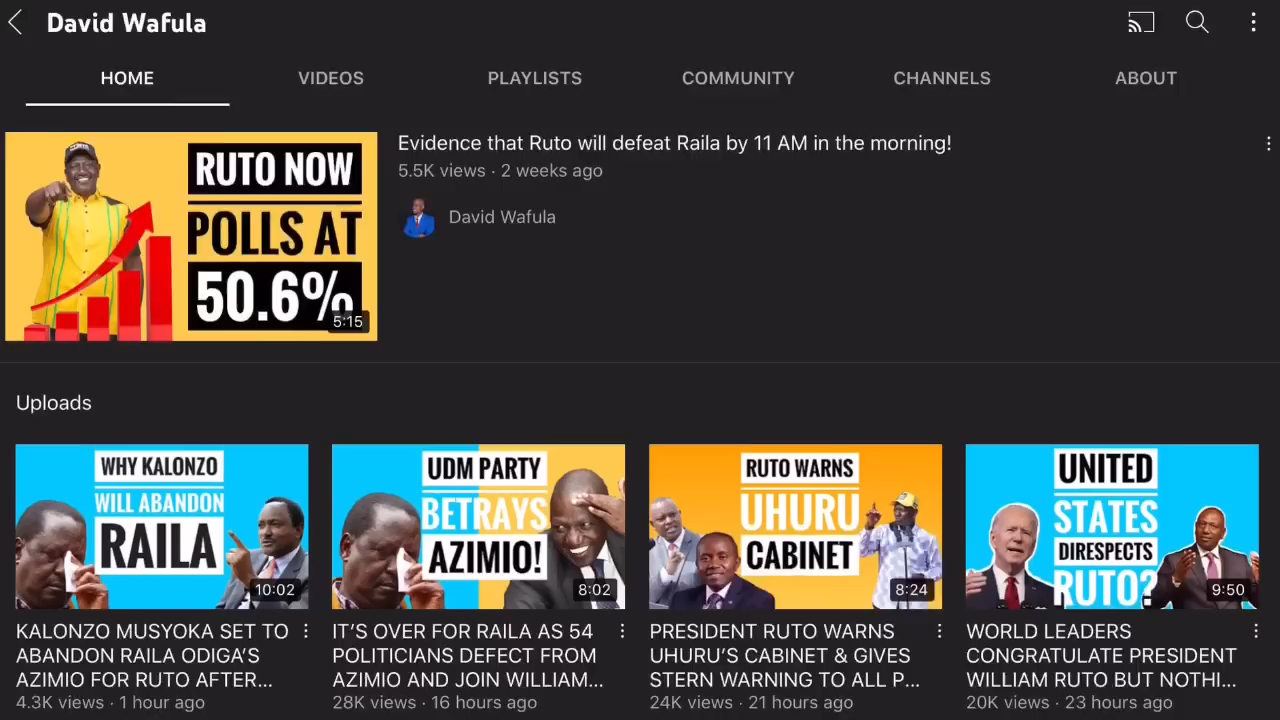 David Wafula
HOME
VIDEOS
PLAYLISTS
COMMUNITY
CHANNELS
ABOUT
RUTO NOW
POLLS AT
50.6%
5:15
Evidence that Ruto will defeat Raila by 11 AM in the morning!
5.5K views · 2 weeks ago
David Wafula
Uploads
WHY KALONZO
WILL ABANDON
RAILA
10:02
KALONZO MUSYOKA SET TO
ABANDON RAILA ODIGA’S
AZIMIO FOR RUTO AFTER...
4.3K views · 1 hour ago
UDM PARTY
BETRAYS
AZIMIO!
8:02
IT’S OVER FOR RAILA AS 54
POLITICIANS DEFECT FROM
AZIMIO AND JOIN WILLIAM...
28K views · 16 hours ago
RUTO WARNS
UHURU
CABINET
8:24
PRESIDENT RUTO WARNS
UHURU’S CABINET & GIVES
STERN WARNING TO ALL P...
24K views · 21 hours ago
UNITED
STATES
DIRESPECTS
RUTO?
9:50
WORLD LEADERS
CONGRATULATE PRESIDENT
WILLIAM RUTO BUT NOTHI...
20K views · 23 hours ago